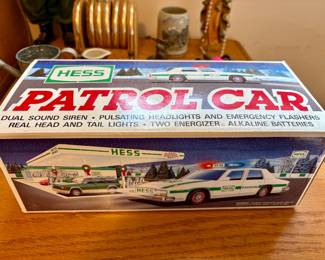 HESS
PATROL CAR
DUAL SOUND SIREN • PULSATING HEADLIGHTS AND EMERGENCY FLASHERS
REAL HEAD AND TAIL LIGHTS • TWO ENERGIZER ALKALINE BATTERIES
HESS
HESS